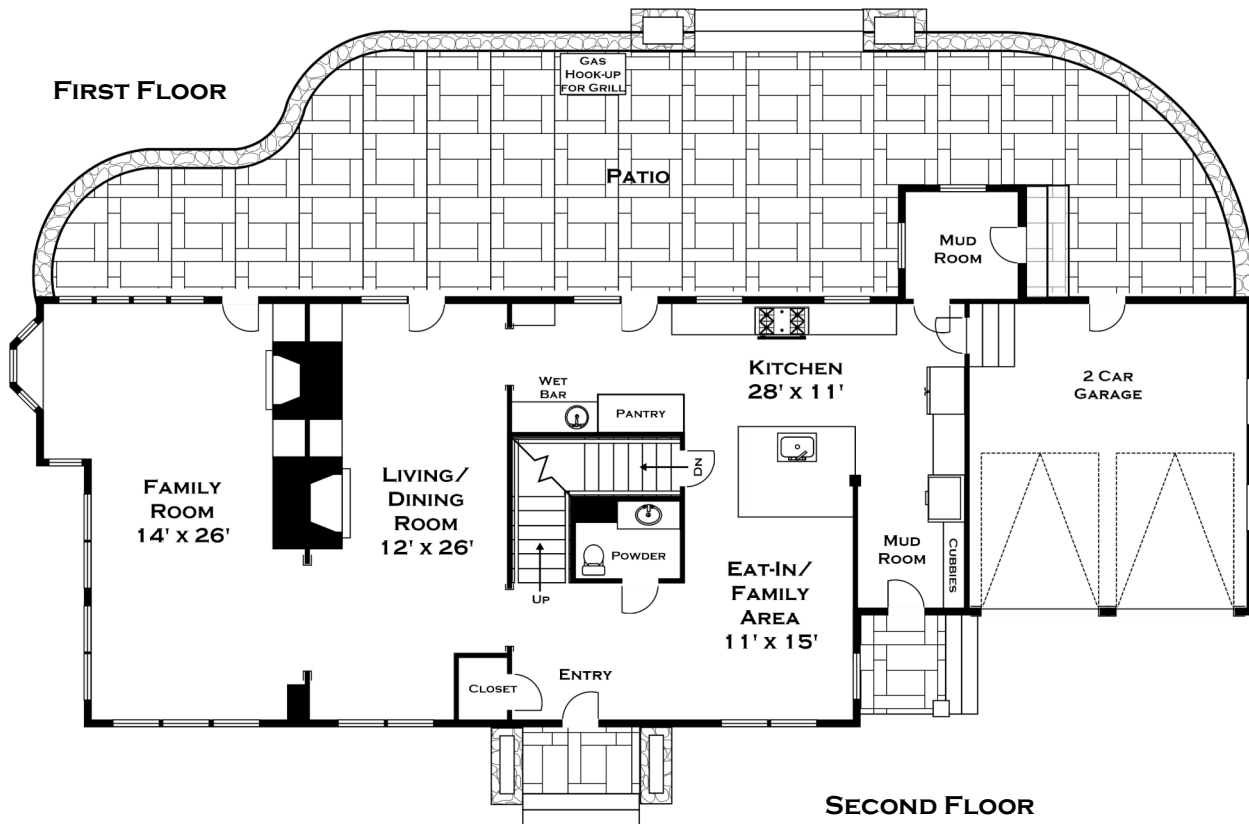 FIRST FLOOR
GAS
HOOK-UP
FOR GRILL
PATIO
MUD
ROOM
KITCHEN
28' X 11'
2 CAR
GARAGE
WET
BAR
PANTRY
DN
FAMILY
ROOM
14' X 26'
LIVING/
DINING
ROOM
12' X 26'
POWDER
UP
MUD
ROOM
CUBBIES
EAT-IN/
FAMILY
AREA
11' X 15'
CLOSET
ENTRY
SECOND FLOOR